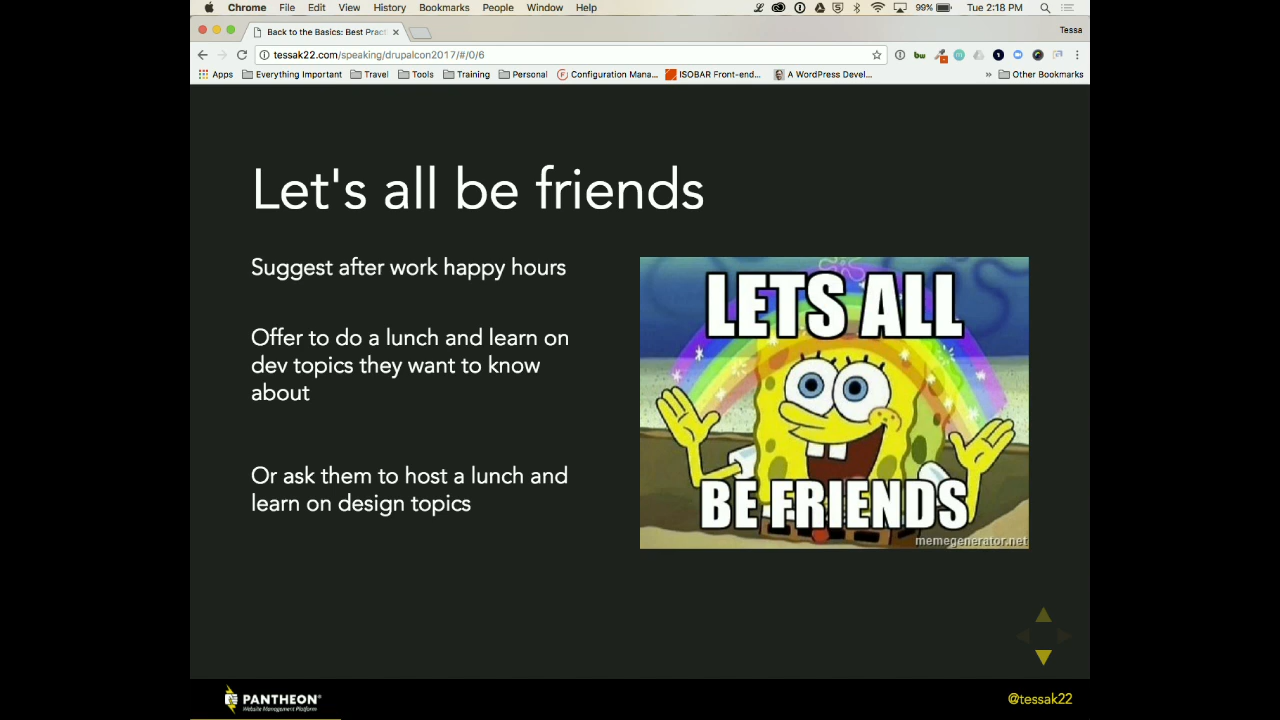 Chrome File Edit View History Bookmarks People Window Help
99% Tue 2:18 PM
Back to the Basics: Best Prac
Tessa
tessak22.com/speaking/drupalcon2017/#/0/6
Apps Everything Important Travel Tools Training Personal Configuration Mana... ISOBAR Front-end... A WordPress Devel... » Other Bookmarks
Let's all be friends
Suggest after work happy hours
Offer to do a lunch and learn on
dev topics they want to know
about
Or ask them to host a lunch and
learn on design topics
LETS ALL
BE FRIENDS
memegenerator.net
PANTHEON
Website Management Platform
@tessak22